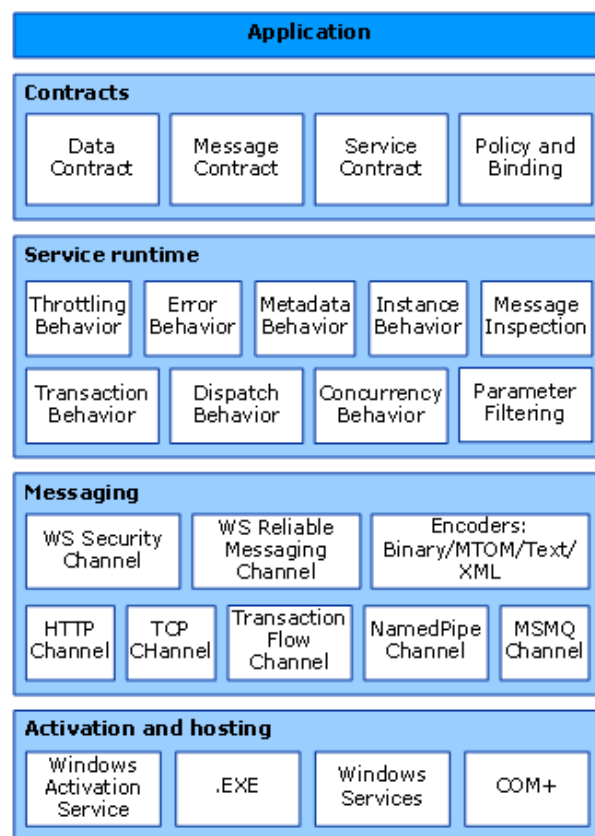 Application
Contracts
Data
Contract
Message
Contract
Service
Contract
Policy and
Binding
Service runtime
Throttling
Behavior
Error
Behavior
Metadata
Behavior
Instance
Behavior
Message
Inspection
Transaction
Behavior
Dispatch
Behavior
Concurrency
Behavior
Parameter
Filtering
Messaging
WS Security
Channel
WS Reliable
Messaging
Channel
Encoders:
Binary/MTOM/Text/
XML
HTTP
Channel
TCP
CHannel
Transaction
Flow
Channel
NamedPipe
Channel
MSMQ
Channel
Activation and hosting
Windows
Activation
Service
.EXE
Windows
Services
COM+